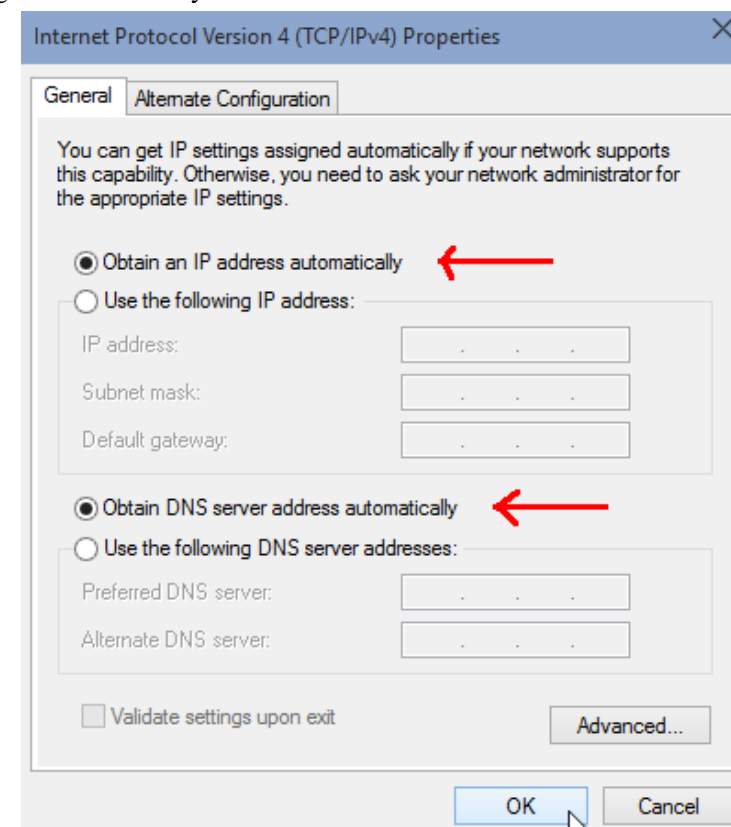 Internet Protocol Version 4 (TCP/IPv4) Properties
General
Alternate Configuration
You can get IP settings assigned automatically if your network supports
this capability. Otherwise, you need to ask your network administrator for
the appropriate IP settings.
Obtain an IP address automatically
Use the following IP address:
IP address:
Subnet mask:
Default gateway:
Obtain DNS server address automatically
Use the following DNS server addresses:
Preferred DNS server:
Alternate DNS server:
Validate settings upon exit
Advanced...
OK
Cancel